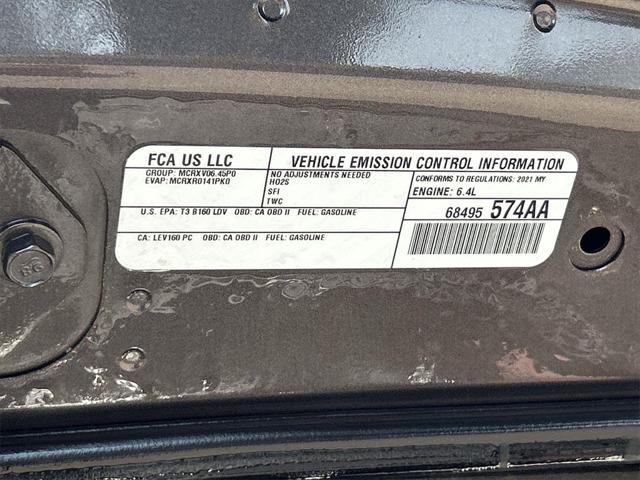 FCA US LLC
VEHICLE EMISSION CONTROL INFORMATION
GROUP: MCRXV06.45P0
EVAP: MCRXR0141PK0
NO ADJUSTMENTS NEEDED
HO2S
SFI
TWC
CONFORMS TO REGULATIONS: 2021 MY
ENGINE: 6.4L
U.S. EPA: T3 B160 LDV OBD: CA OBD II FUEL: GASOLINE
CA: LEV160 PC OBD: CA OBD II FUEL: GASOLINE
68495 574AA